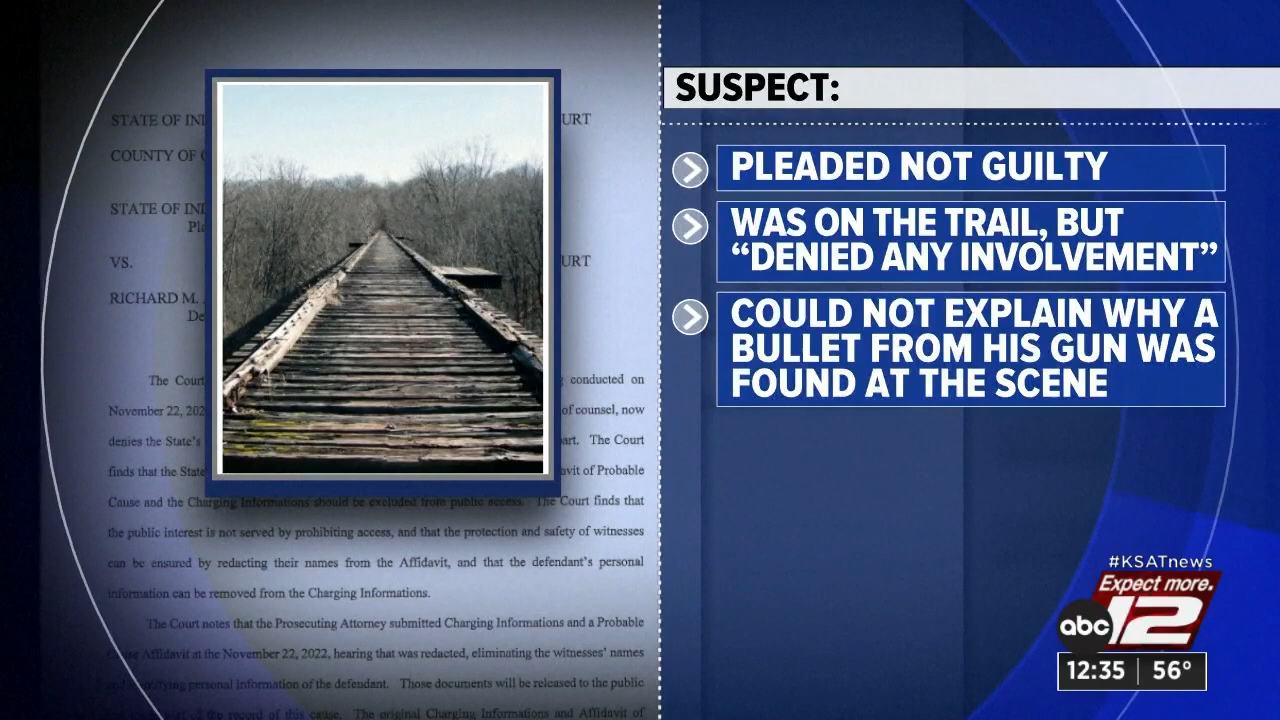 STATE OF IND
URT
COUNTY OF
STATE OF IND
VS.
URT
RICHARD M.
De
The Court
conducted on
November 22, 202
of counsel, now
denies the State's
art. The Court
finds that the State
avit of Probable
Cause and the Charging Informations should be excluded from public access. The Court finds that
the public interest is not served by prohibiting access, and that the protection and safety of witnesses
can be ensured by redacting their names from the Affidavit, and that the defendant's personal
information can be removed from the Charging Informations.
The Court notes that the Prosecuting Attorney submitted Charging Informations and a Probable
Cause Affidavit at the November 22, 2022, hearing that was redacted, eliminating the witnesses' names
and identifying personal information of the defendant. Those documents will be released to the public
of the record of this cause. The original Charging Informations and Affidavit of
SUSPECT:
PLEADED NOT GUILTY
WAS ON THE TRAIL, BUT
“DENIED ANY INVOLVEMENT”
COULD NOT EXPLAIN WHY A
BULLET FROM HIS GUN WAS
FOUND AT THE SCENE
#KSATnews
Expect more.
abc 12
12:35 56°